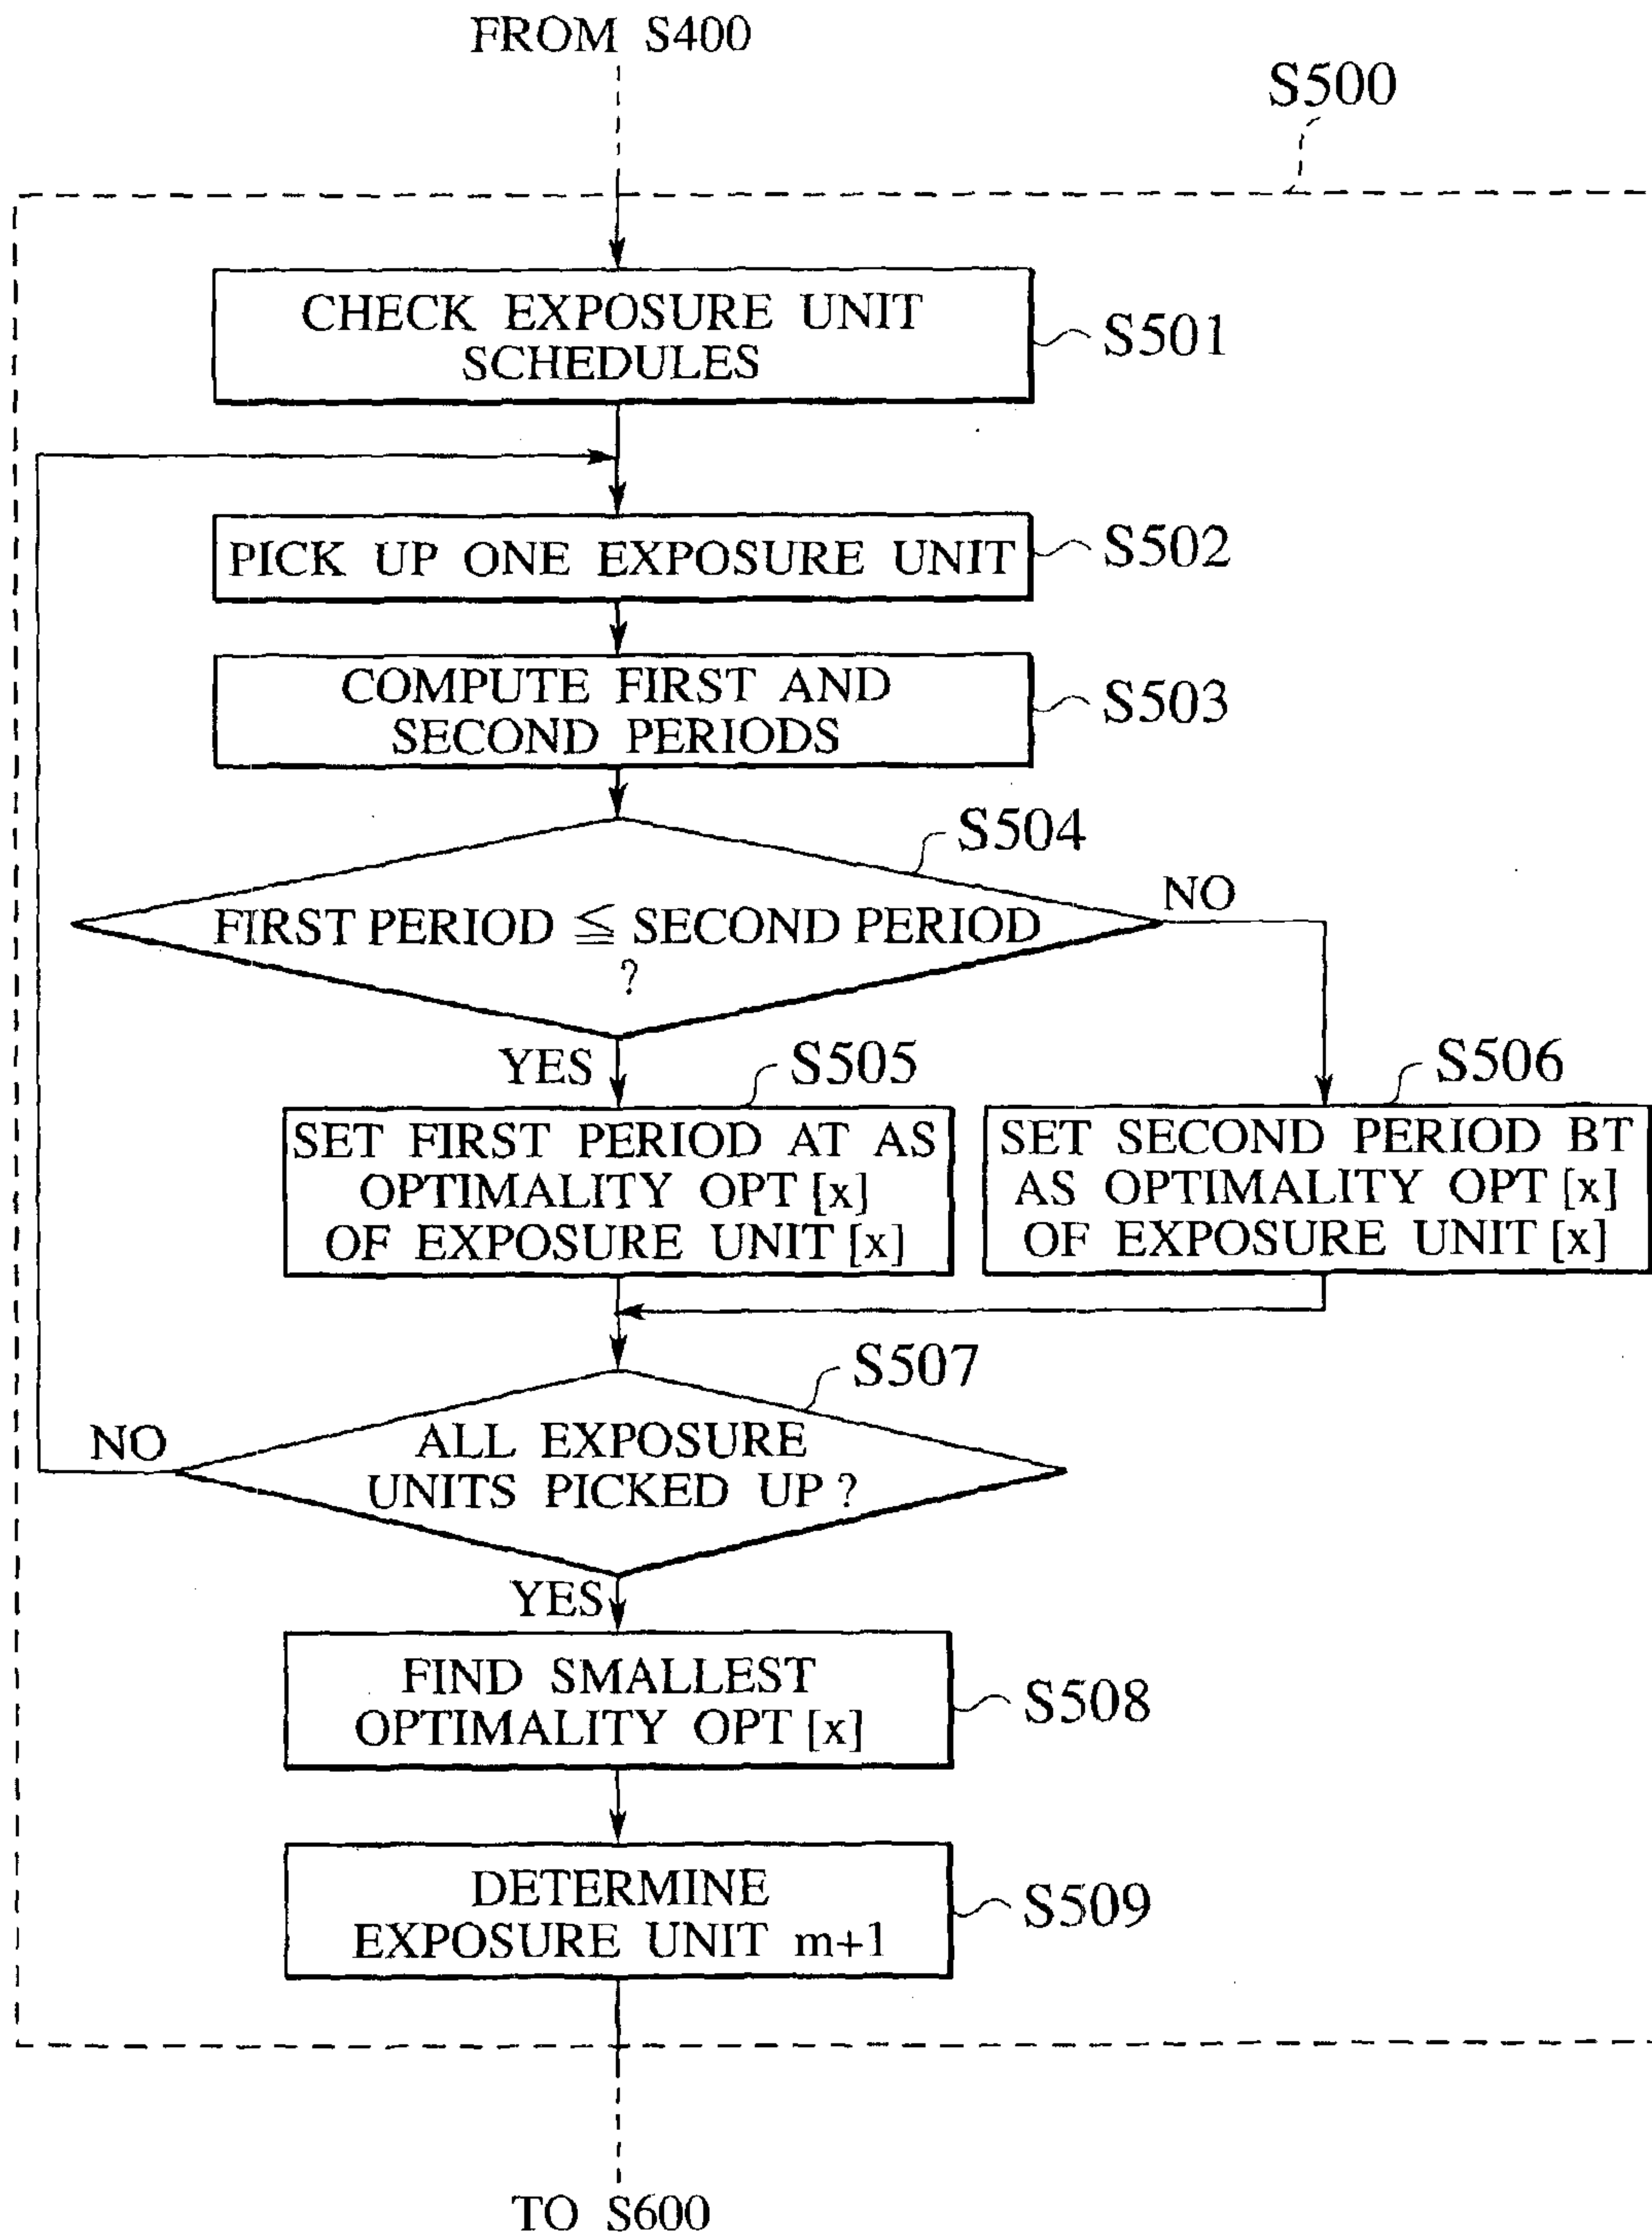 FROM S400
S500
CHECK EXPOSURE UNIT
SCHEDULES
S501
PICK UP ONE EXPOSURE UNIT
S502
COMPUTE FIRST AND
SECOND PERIODS
S503
S504
FIRST PERIOD ≦ SECOND PERIOD
?
NO
YES
S505
SET FIRST PERIOD AT AS
OPTIMALITY OPT [x]
OF EXPOSURE UNIT [x]
S506
SET SECOND PERIOD BT
AS OPTIMALITY OPT [x]
OF EXPOSURE UNIT [x]
S507
ALL EXPOSURE
UNITS PICKED UP ?
NO
YES
FIND SMALLEST
OPTIMALITY OPT [x]
S508
DETERMINE
EXPOSURE UNIT m+1
S509
TO S600